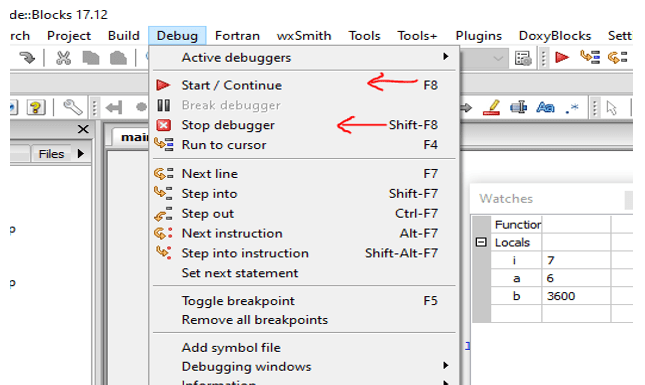 de::Blocks 17.12
rch Project Build Debug Fortran wxSmith Tools Tools+ Plugins DoxyBlocks Setti
Active debuggers
Start / Continue F8
Break debugger
Stop debugger Shift-F8
Run to cursor F4
Next line F7
Step into Shift-F7
Step out Ctrl-F7
Next instruction Alt-F7
Step into instruction Shift-Alt-F7
Set next statement
Toggle breakpoint F5
Remove all breakpoints
Add symbol file
Debugging windows
Information
Files
main
Aa .*
Watches
Function
Locals
i 7
a 6
b 3600
p
p